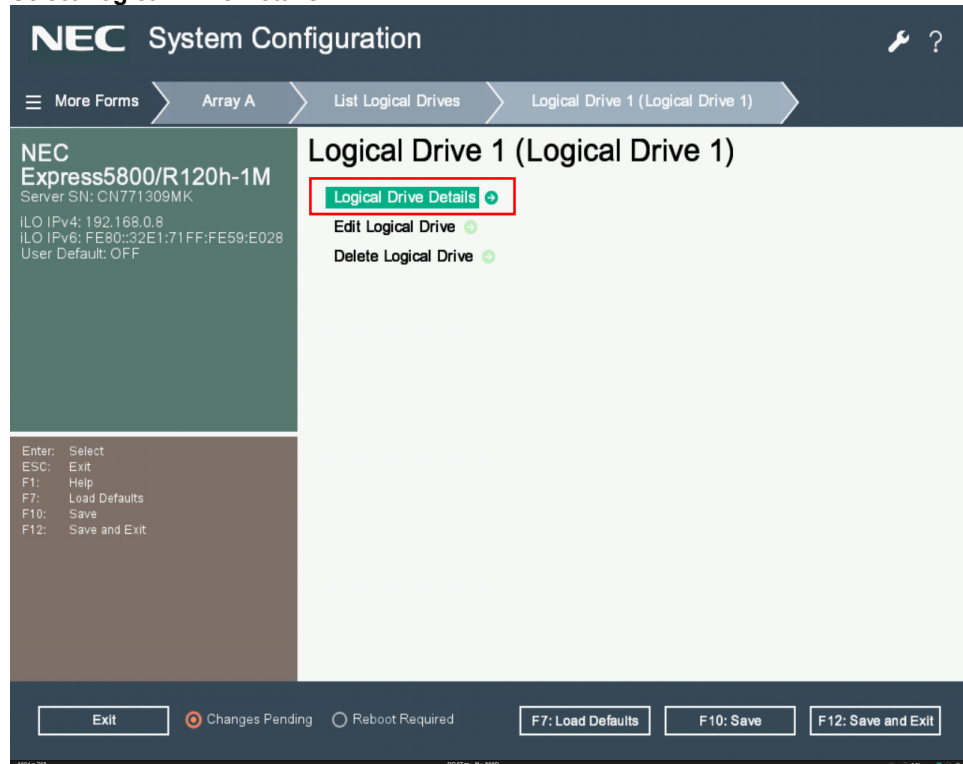 NEC System Configuration
?
More Forms
Array A
List Logical Drives
Logical Drive 1 (Logical Drive 1)
NEC
Express5800/R120h-1M
Server SN: CN771309MK
iLO IPv4: 192.168.0.8
iLO IPv6: FE80::32E1:71FF:FE59:E028
User Default: OFF
Logical Drive 1 (Logical Drive 1)
Logical Drive Details
Edit Logical Drive
Delete Logical Drive
Enter: Select
ESC: Exit
F1: Help
F7: Load Defaults
F10: Save
F12: Save and Exit
Exit
Changes Pending
Reboot Required
F7: Load Defaults
F10: Save
F12: Save and Exit